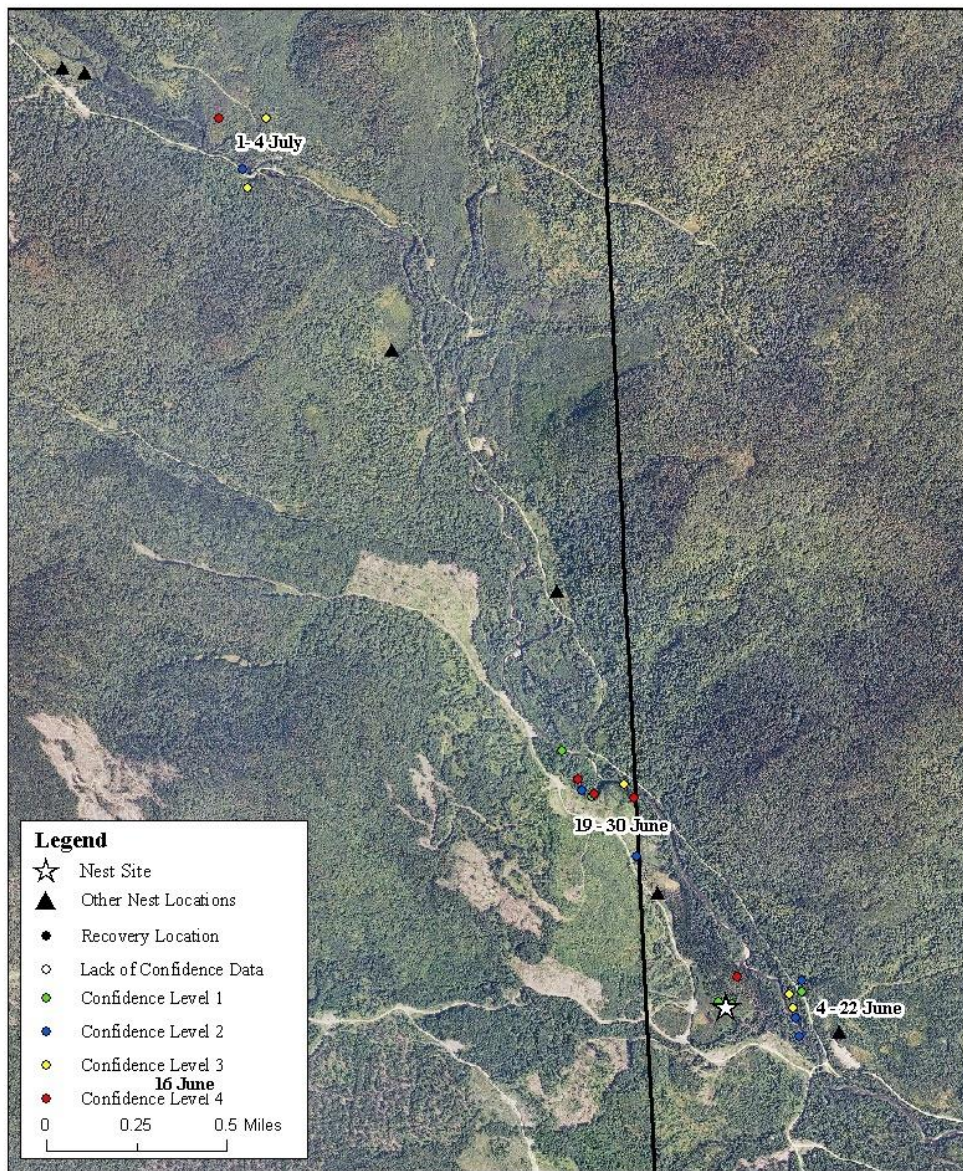 1- 4 July
19 - 30 June
4 - 22 June
Legend
Nest Site
Other Nest Locations
Recovery Location
Lack of Confidence Data
Confidence Level 1
Confidence Level 2
Confidence Level 3
16 June
Confidence Level 4
0 0.25 0.5 Miles